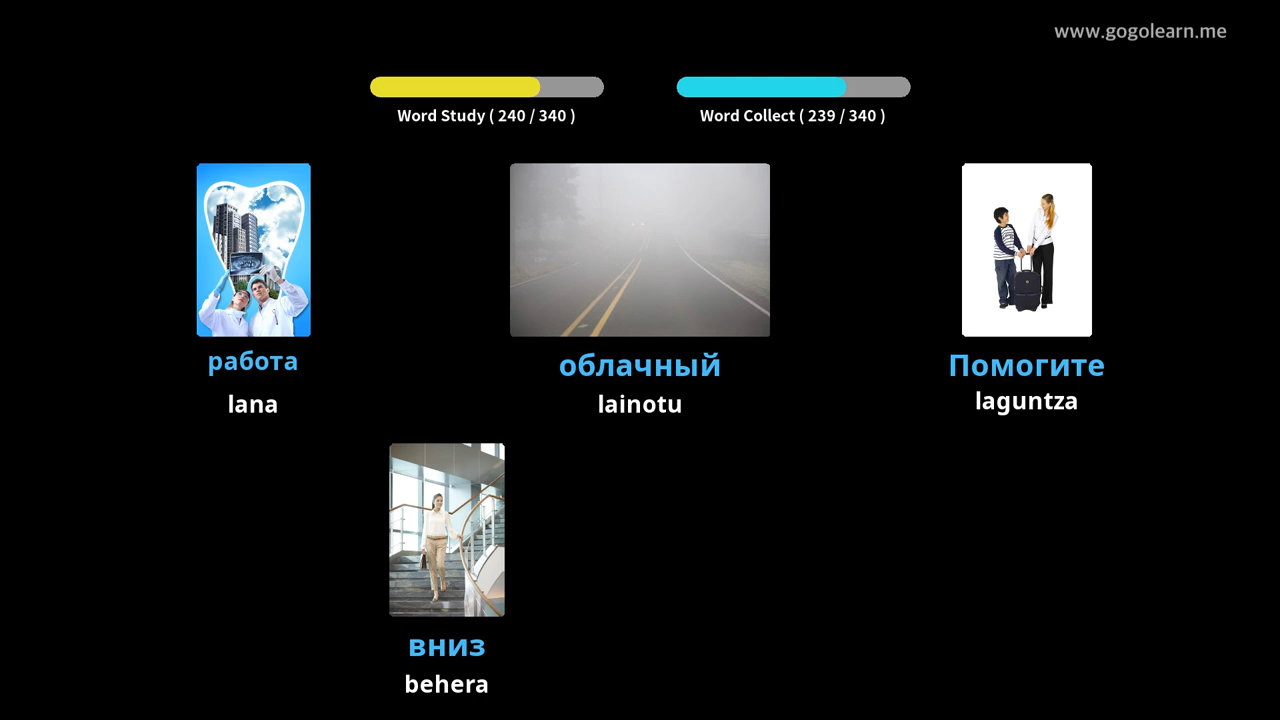 www.gogolearn.me
Word Study ( 240 / 340 )
Word Collect ( 239 / 340 )
работа
облачный
Помогите
lana
lainotu
laguntza
вниз
behera